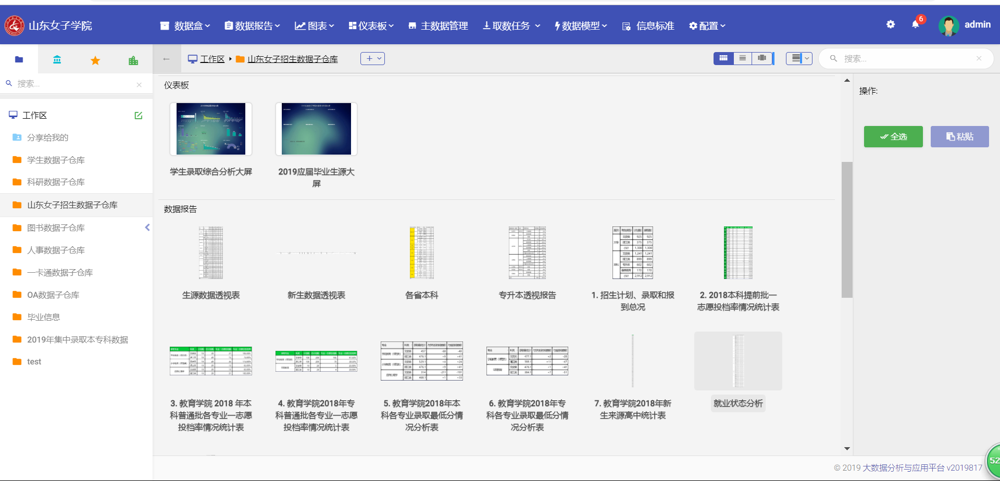 山东女子学院
数据盒
数据报告
图表
仪表板
主数据管理
取数任务
数据模型
信息标准
配置
6
admin
工作区
山东女子招生数据子仓库
搜索...
搜索...
工作区
分享给我的
学生数据子仓库
科研数据子仓库
山东女子招生数据子仓库
图书数据子仓库
人事数据子仓库
一卡通数据子仓库
OA数据子仓库
毕业信息
2019年集中录取本专科数据
test
仪表板
学生录取综合分析大屏
2019应届毕业生源大
屏
数据报告
生源数据透视表
新生数据透视表
各省本科
专升本透视报告
1. 招生计划、录取和报
到总况
2. 2018本科提前批一
志愿投档率情况统计表
3. 教育学院 2018 年本
科普通批各专业一志愿
投档率情况统计表
4. 教育学院2018年专
科普通批各专业一志愿
投档率情况统计表
5. 教育学院2018年本
科各专业录取最低分情
况分析表
6. 教育学院2018年专
科各专业录取最低分情
况分析表
7. 教育学院2018年新
生来源高中统计表
就业状态分析
操作:
全选
粘贴
© 2019 大数据分析与应用平台 v2019817
52